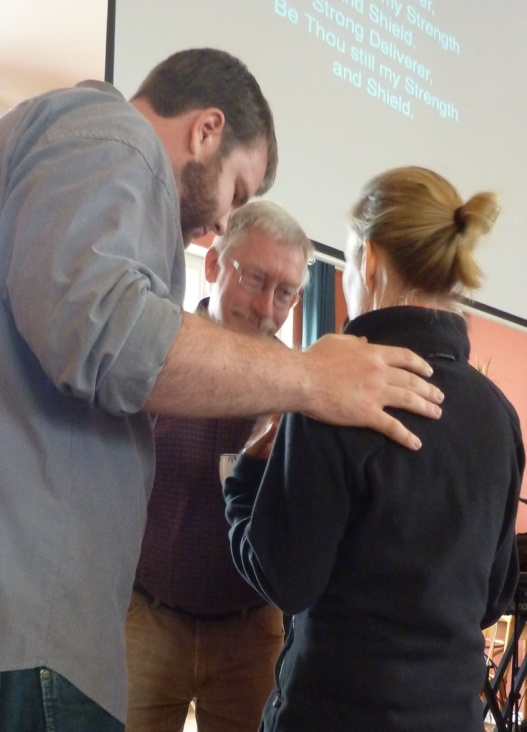 my Strength
and Shield.
Strong Deliverer,
Be Thou still my Strength
and Shield.